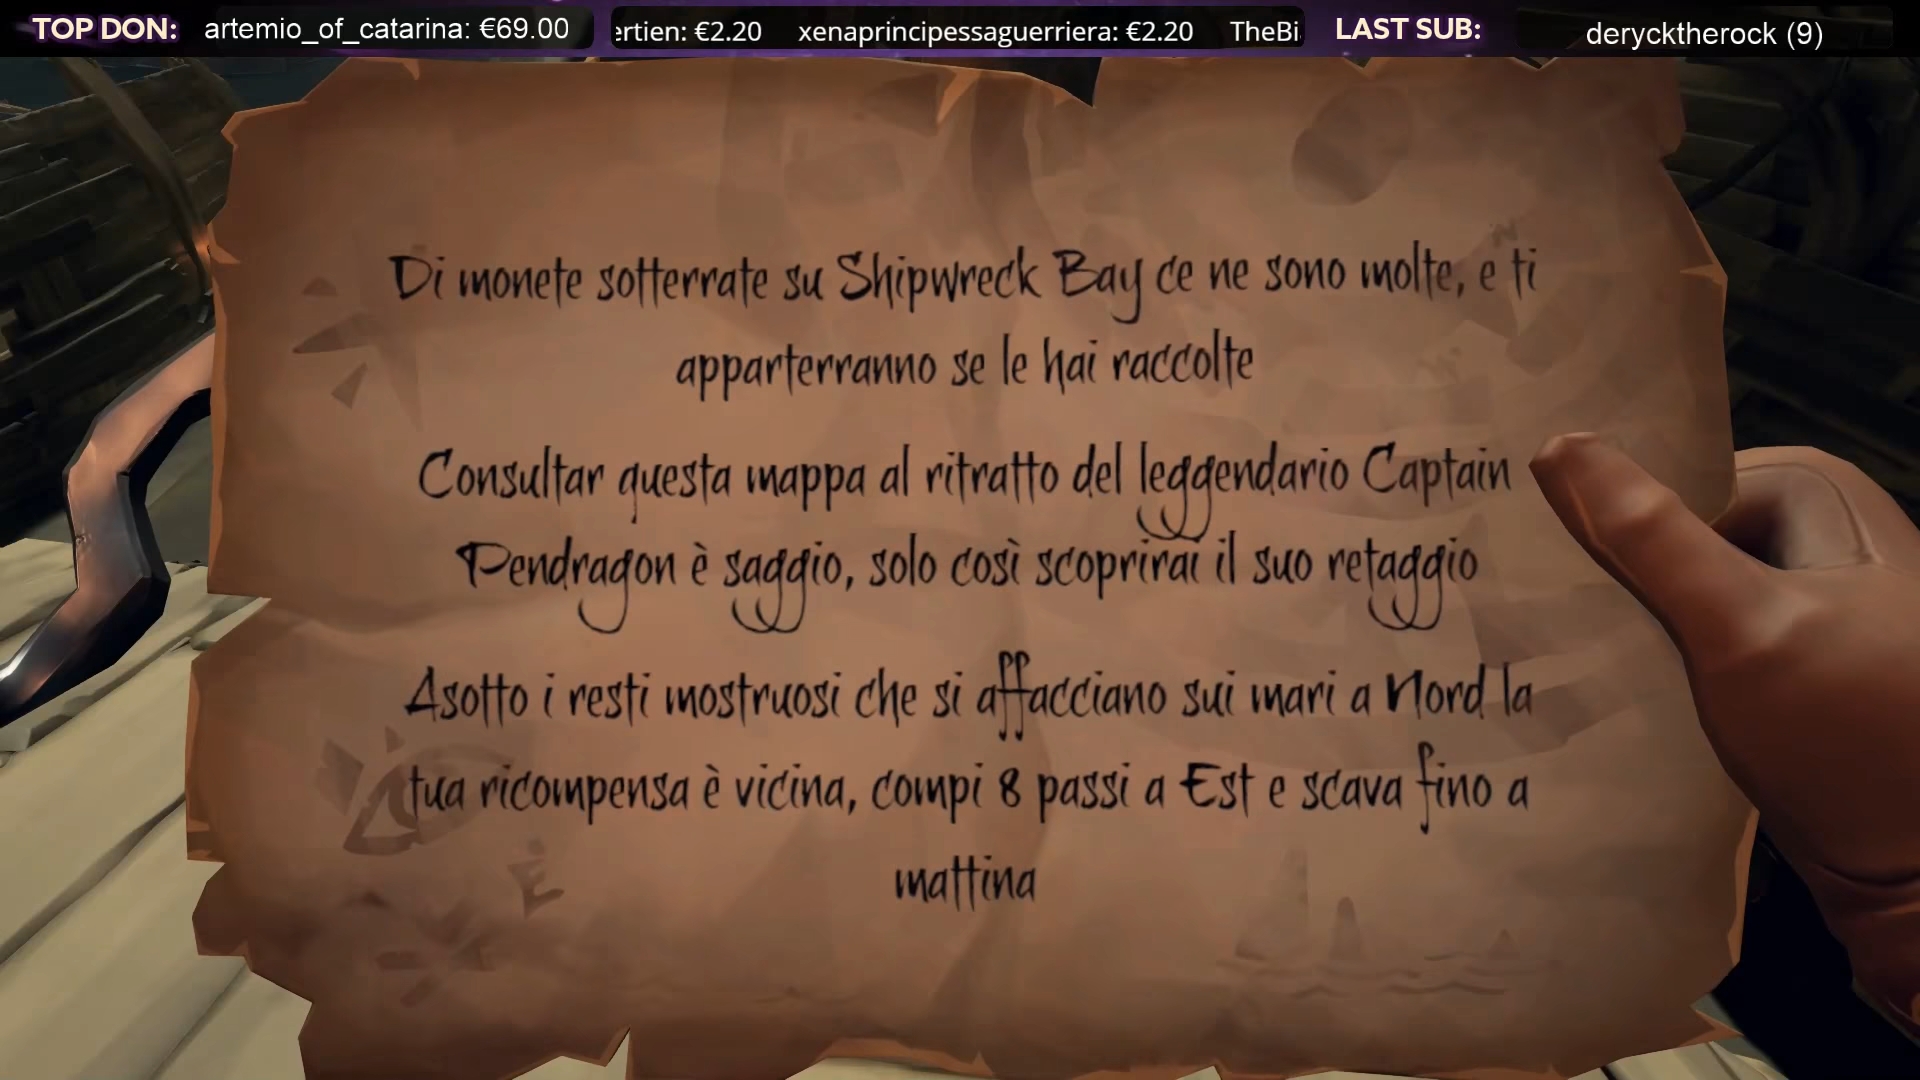 TOP DON: artemio_of_catarina: €69.00 ertien: €2.20 xenaprincipessaguerriera: €2.20 TheBi LAST SUB: derycktherock (9)
Di monete sotterrate su Shipwreck Bay ce ne sono molte, e ti
apparterranno se le hai raccolte
Consultar questa mappa al ritratto del leggendario Captain
Pendragon è saggio, solo così scoprirai il suo retaggio
Asotto i resti mostruosi che si affacciano sui mari a Nord la
tua ricompensa è vicina, compi 8 passi a Est e scava fino a
mattina